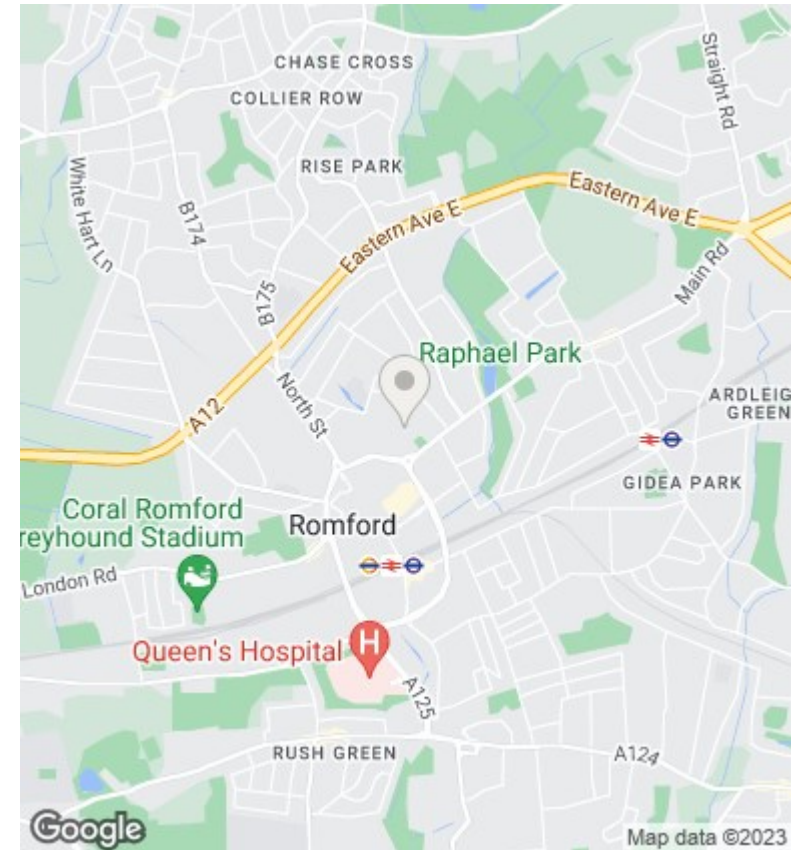 CHASE CROSS
COLLIER ROW
Straight Rd
RISE PARK
White Hart Ln
B174
Eastern Ave E
Eastern Ave E
Main Rd
B175
Raphael Park
North St
A12
ARDLEIG
GREEN
GIDEA PARK
Coral Romford
reyhound Stadium
Romford
London Rd
Queen's Hospital
H
A125
RUSH GREEN
A124
Google
Map data ©2023